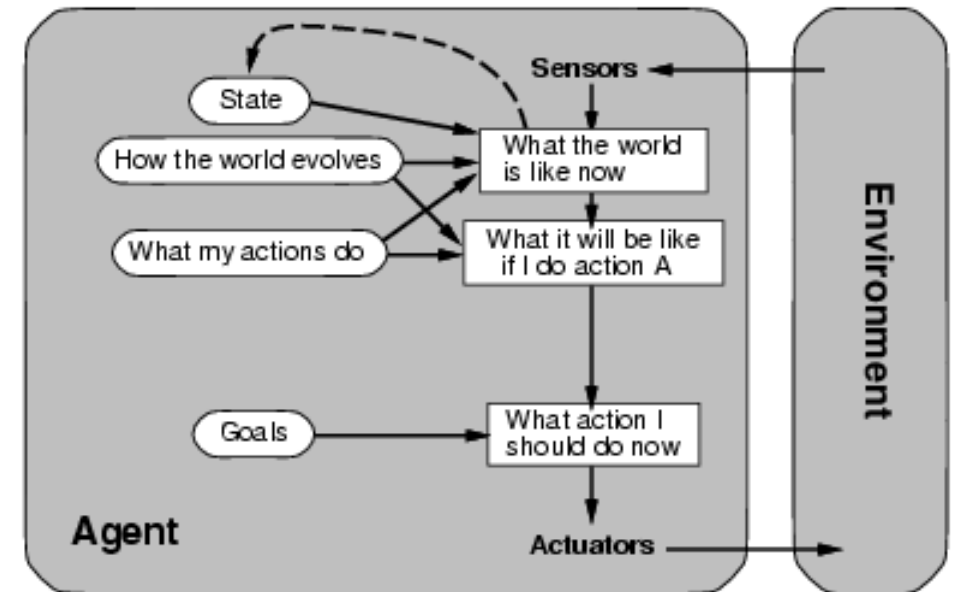 Sensors
State
What the world
is like now
How the world evolves
What my actions do
What it will be like
if I do action A
Goals
What action I
should do now
Agent
Actuators
Environment